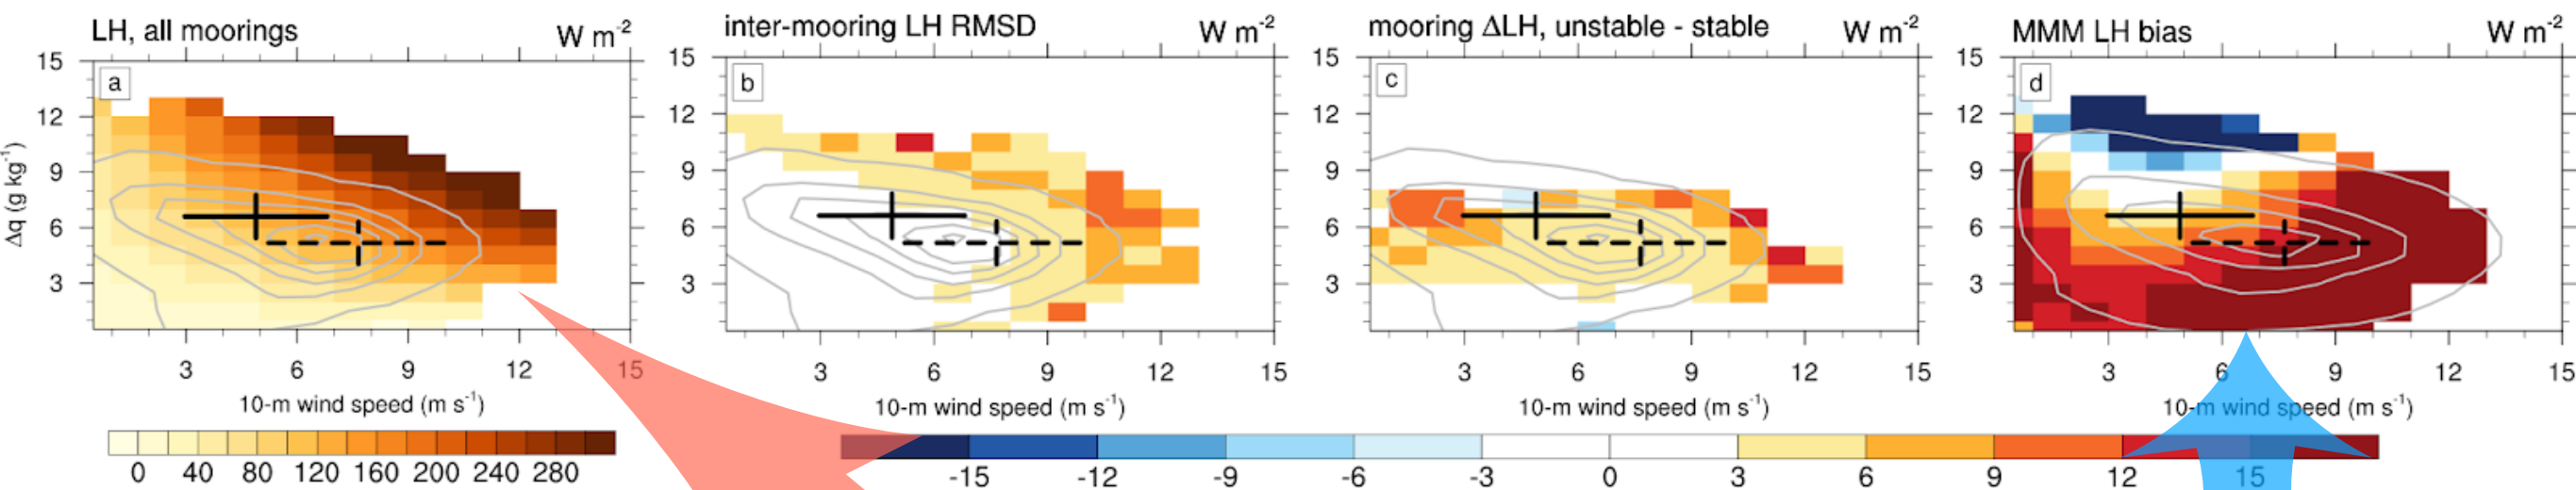 LH, all moorings W m-2
inter-mooring LH RMSD W m-2
mooring ΔLH, unstable - stable W m-2
MMM LH bias W m-2
a
b
c
d
Δq (g kg-1)
15
12
9
6
3
15
12
9
6
3
15
12
9
6
3
15
12
9
6
3
3 6 9 12 15
3 6 9 12 15
3 6 9 12 15
3 6 9 12 15
10-m wind speed (m s-1)
10-m wind speed (m s-1)
10-m wind speed (m s-1)
10-m wind speed (m s-1)
0 40 80 120 160 200 240 280
-15 -12 -9 -6 -3 0 3 6 9 12 15